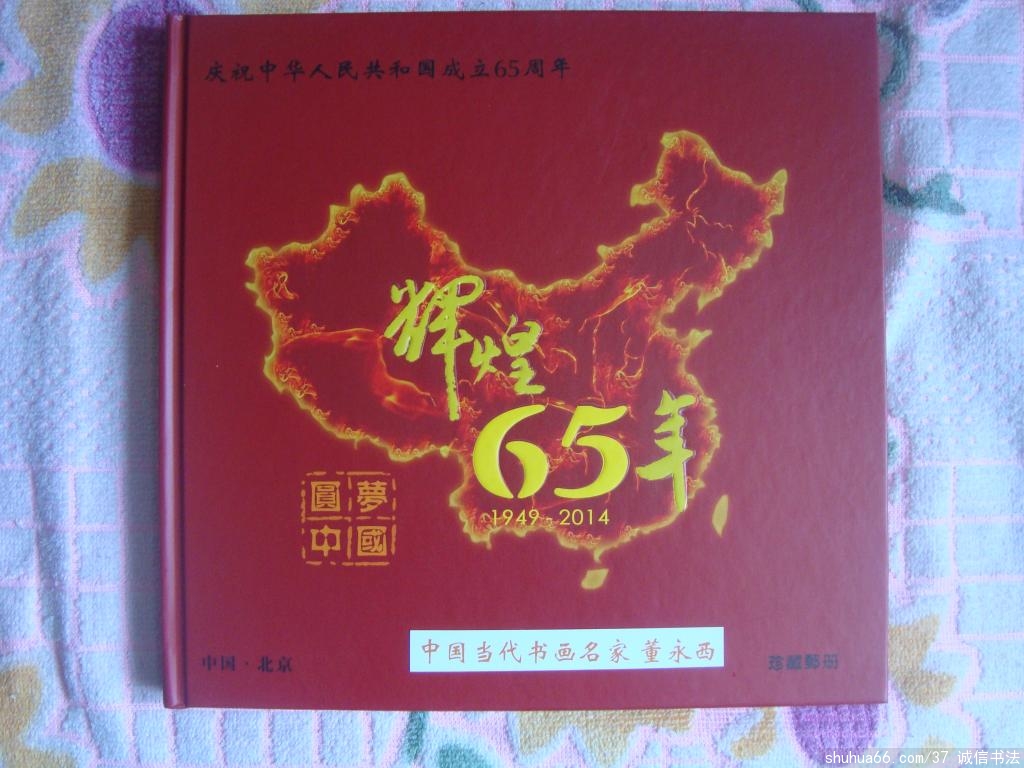 庆祝中华人民共和国成立65周年
辉煌
65年
1949-2014
圓夢
中國
中国当代书画名家董永西
中国·北京
珍藏郵册
shuhua66.com/37 诚信书法